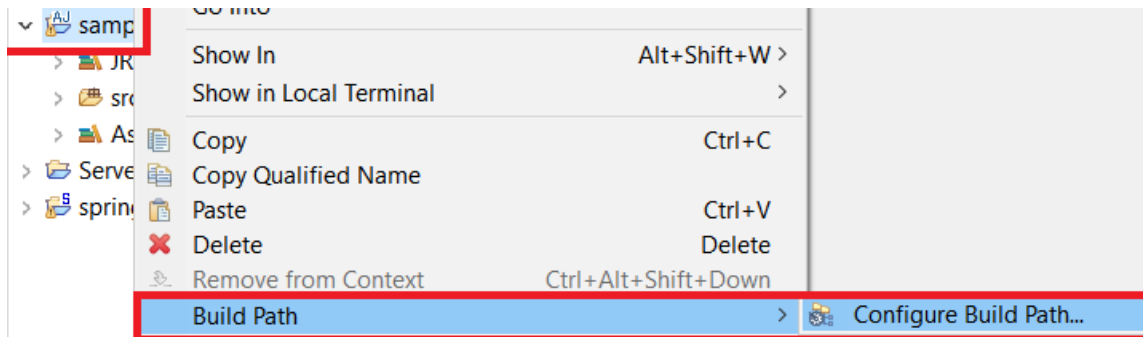 Go Into
samp
Show In Alt+Shift+W >
JR
Show in Local Terminal >
src
As
Copy Ctrl+C
Serve
Copy Qualified Name
spring
Paste Ctrl+V
Delete Delete
Remove from Context Ctrl+Alt+Shift+Down
Build Path > Configure Build Path...